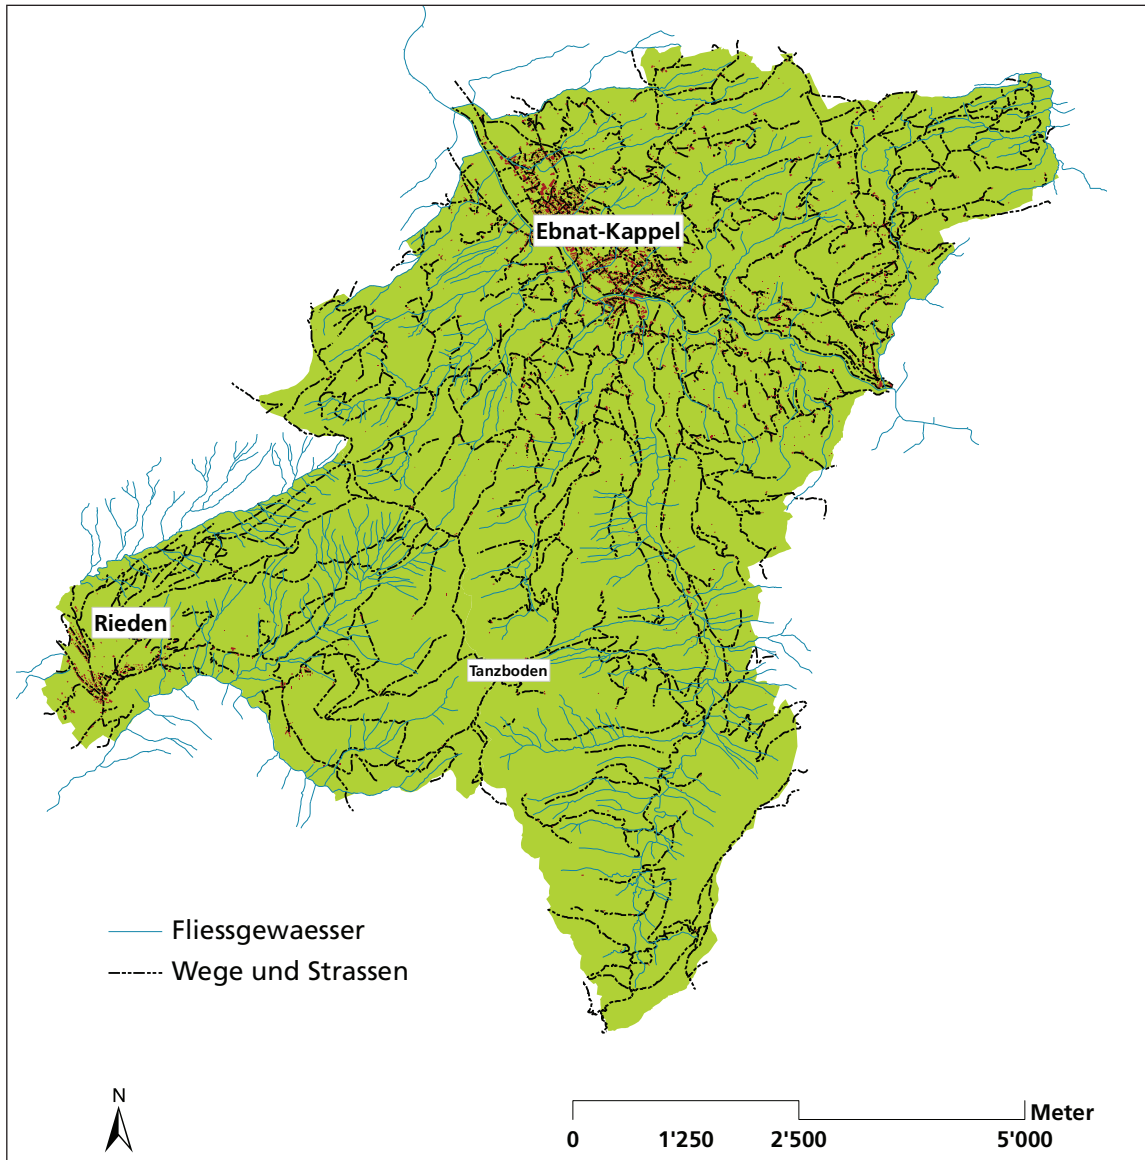 Ebnat-Kappel
Rieden
Tanzboden
Fliessgewaesser
Wege und Strassen
N
Meter
0 1'250 2'500 5'000